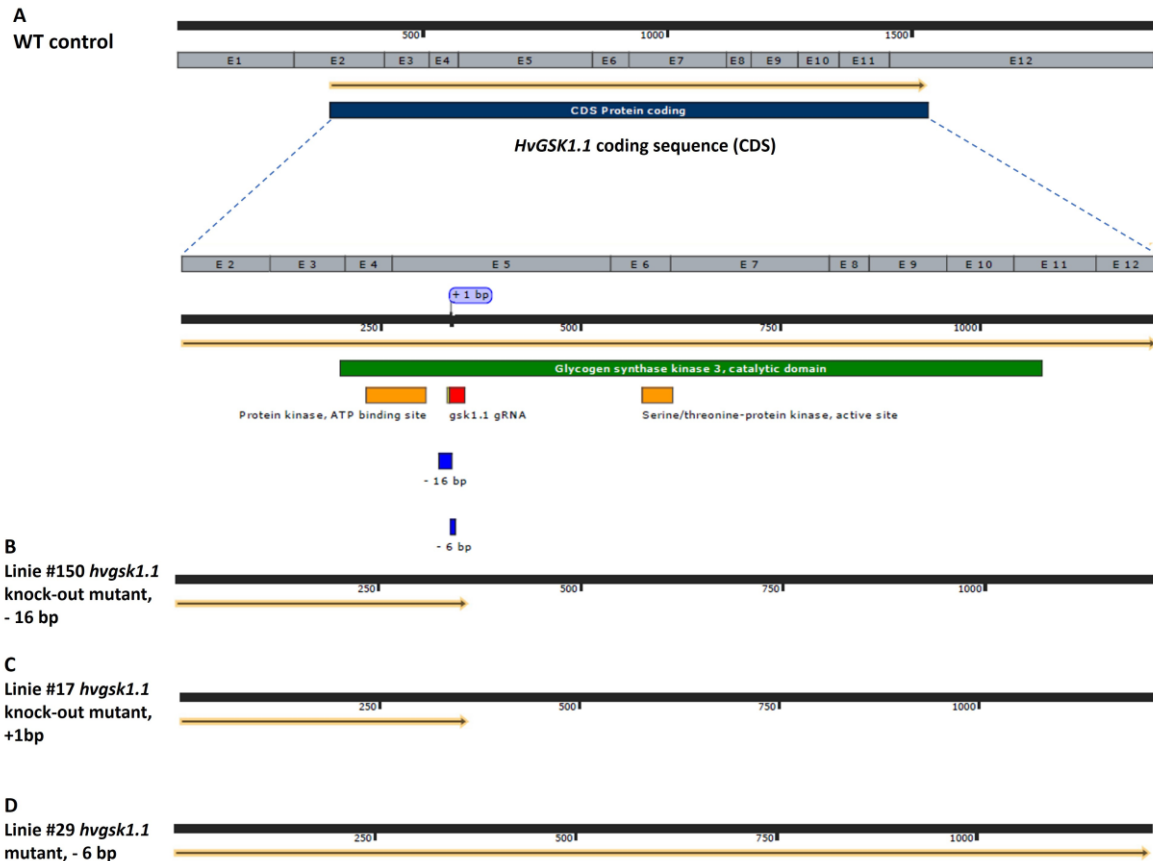 A
WT control
500 1000 1500
E1 E2 E3 E4 E5 E6 E7 E8 E9 E10 E11 E12
CDS Protein coding
HvGSK1.1 coding sequence (CDS)
E 2 E 3 E 4 E 5 E 6 E 7 E 8 E 9 E 10 E 11 E 12
+ 1 bp
250 500 750 1000
Glycogen synthase kinase 3, catalytic domain
Protein kinase, ATP binding site gsk1.1 gRNA Serine/threonine-protein kinase, active site
- 16 bp
- 6 bp
B
Linie #150 hvgsk1.1
knock-out mutant,
- 16 bp
250 500 750 1000
C
Linie #17 hvgsk1.1
knock-out mutant,
+1bp
250 500 750 1000
D
Linie #29 hvgsk1.1
mutant, - 6 bp
250 500 750 1000